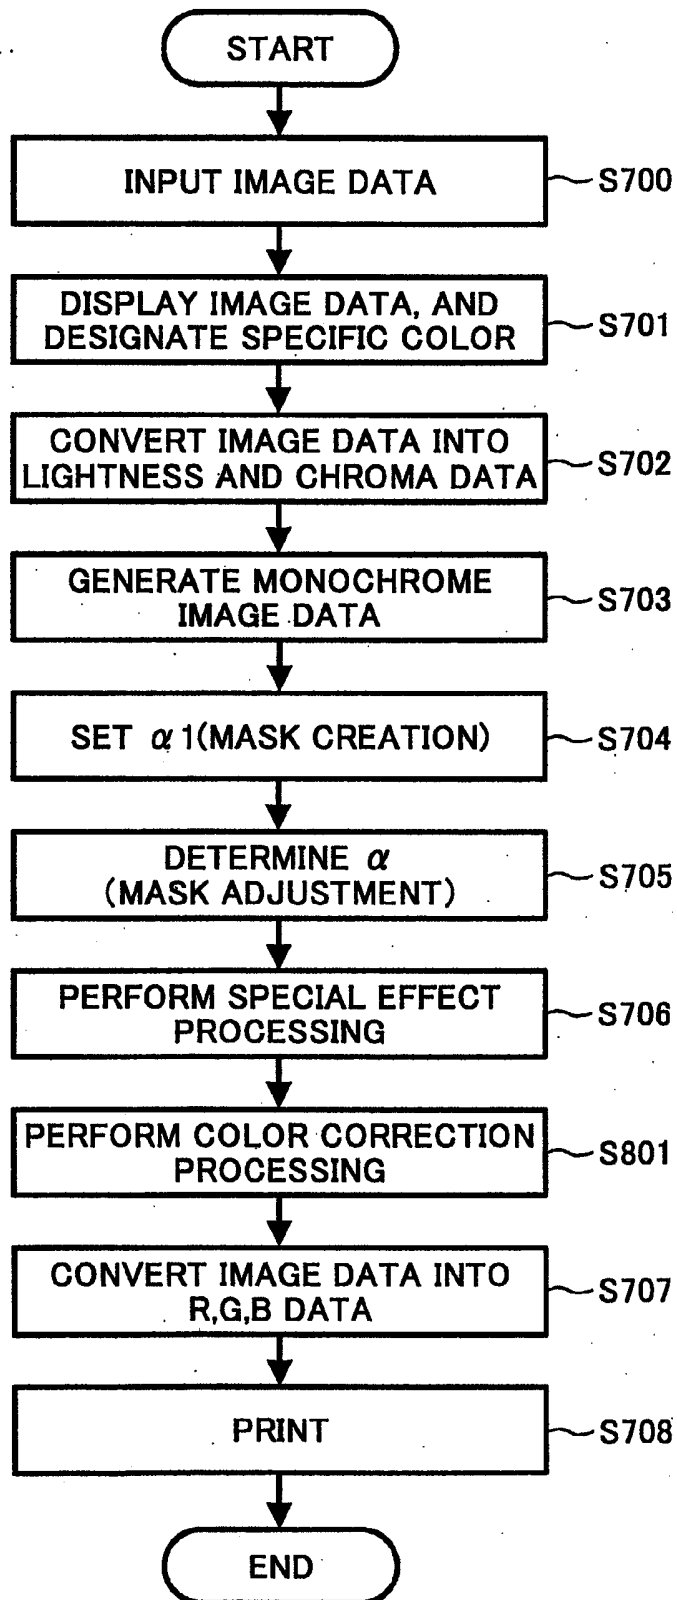 START
INPUT IMAGE DATA
S700
DISPLAY IMAGE DATA, AND
DESIGNATE SPECIFIC COLOR
S701
CONVERT IMAGE DATA INTO
LIGHTNESS AND CHROMA DATA
S702
GENERATE MONOCHROME
IMAGE DATA
S703
SET α1(MASK CREATION)
S704
DETERMINE α
(MASK ADJUSTMENT)
S705
PERFORM SPECIAL EFFECT
PROCESSING
S706
PERFORM COLOR CORRECTION
PROCESSING
S801
CONVERT IMAGE DATA INTO
R,G,B DATA
S707
PRINT
S708
END